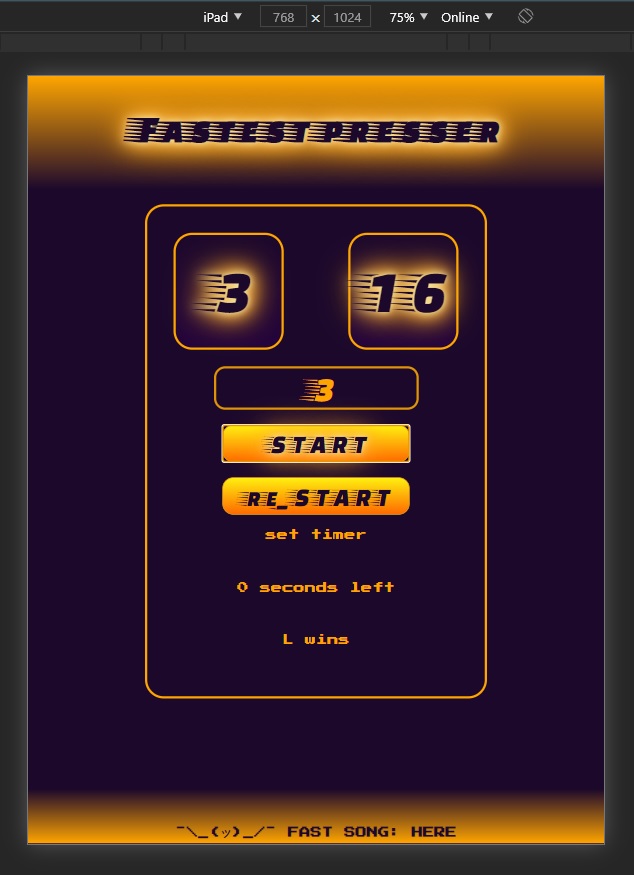 iPad 768 x 1024 75% Online
FASTEST PRESSER
3 16
3
START
RE_START
set timer
0 seconds left
L wins
¯\_(ツ)_/¯ FAST SONG: HERE